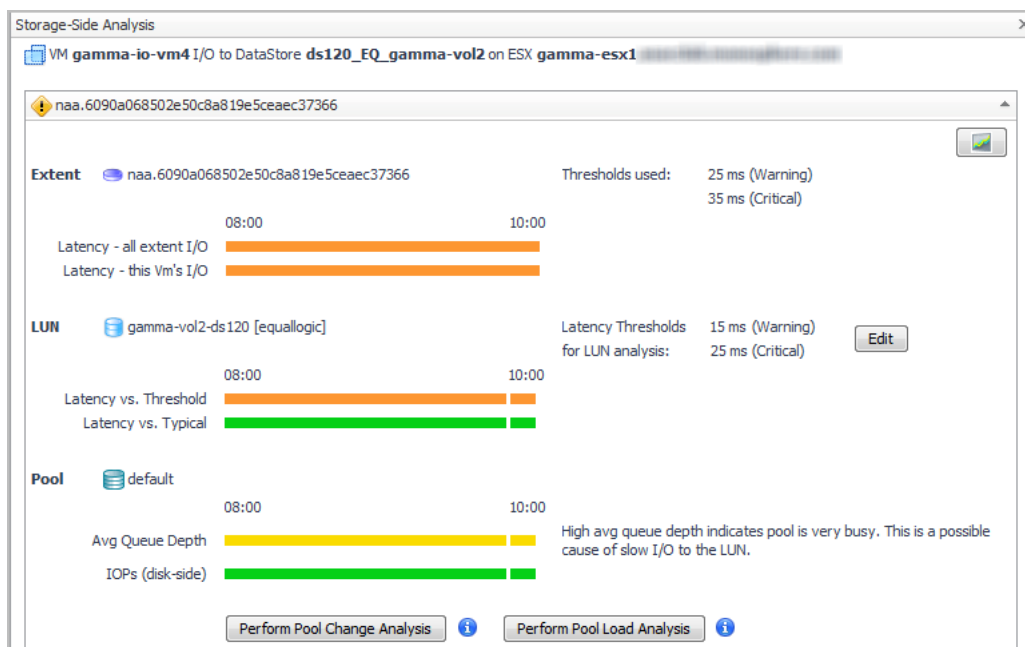 Storage-Side Analysis
VM gamma-io-vm4 I/O to DataStore ds120_EQ_gamma-vol2 on ESX gamma-esx1
naa.6090a068502e50c8a819e5ceaec37366
Extent naa.6090a068502e50c8a819e5ceaec37366 Thresholds used: 25 ms (Warning)
35 ms (Critical)
08:00 10:00
Latency - all extent I/O
Latency - this Vm's I/O
LUN gamma-vol2-ds120 [equallogic] Latency Thresholds 15 ms (Warning)
for LUN analysis: 25 ms (Critical) Edit
08:00 10:00
Latency vs. Threshold
Latency vs. Typical
Pool default
08:00 10:00
Avg Queue Depth High avg queue depth indicates pool is very busy. This is a possible
cause of slow I/O to the LUN.
IOPs (disk-side)
Perform Pool Change Analysis Perform Pool Load Analysis